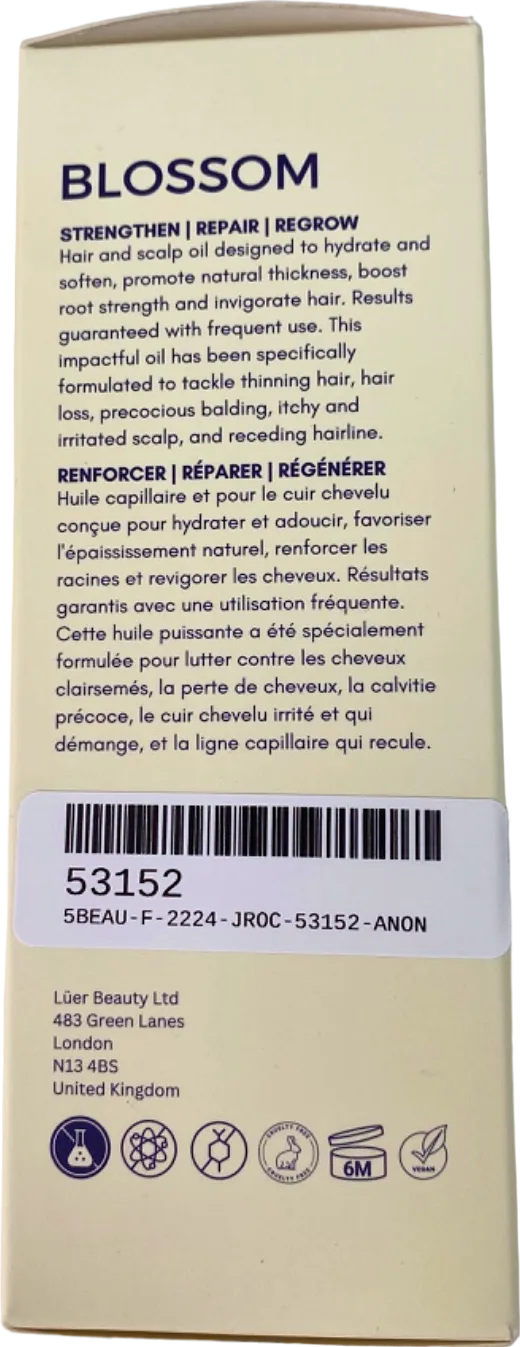 BLOSSOM
STRENGTHEN | REPAIR | REGROW
Hair and scalp oil designed to hydrate and
soften, promote natural thickness, boost
root strength and invigorate hair. Results
guaranteed with frequent use. This
impactful oil has been specifically
formulated to tackle thinning hair, hair
loss, precocious balding, itchy and
irritated scalp, and receding hairline.
RENFORCER | RÉPARER | RÉGÉNÉRER
Huile capillaire et pour le cuir chevelu
conçue pour hydrater et adoucir, favoriser
l'épaississement naturel, renforcer les
racines et revigorer les cheveux. Résultats
garantis avec une utilisation fréquente.
Cette huile puissante a été spécialement
formulée pour lutter contre les cheveux
clairsemés, la perte de cheveux, la calvitie
précoce, le cuir chevelu irrité et qui
démange, et la ligne capillaire qui recule.
53152
5BEAU-F-2224-JROC-53152-ANON
Lüer Beauty Ltd
483 Green Lanes
London
N13 4BS
United Kingdom
CRUELTY FREE
CRUELTY FREE
6M
VEGAN